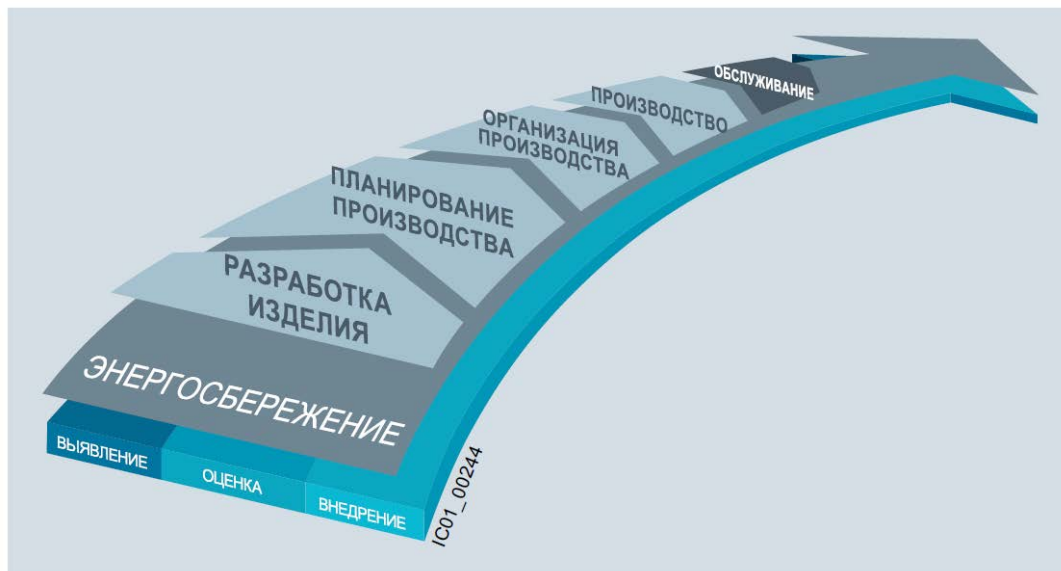 ОБСЛУЖИВАНИЕ
ПРОИЗВОДСТВО
ОРГАНИЗАЦИЯ
ПРОИЗВОДСТВА
ПЛАНИРОВАНИЕ
ПРОИЗВОДСТВА
РАЗРАБОТКА
ИЗДЕЛИЯ
ЭНЕРГОСБЕРЕЖЕНИЕ
ВЫЯВЛЕНИЕ
ОЦЕНКА
ВНЕДРЕНИЕ
IC01_00244